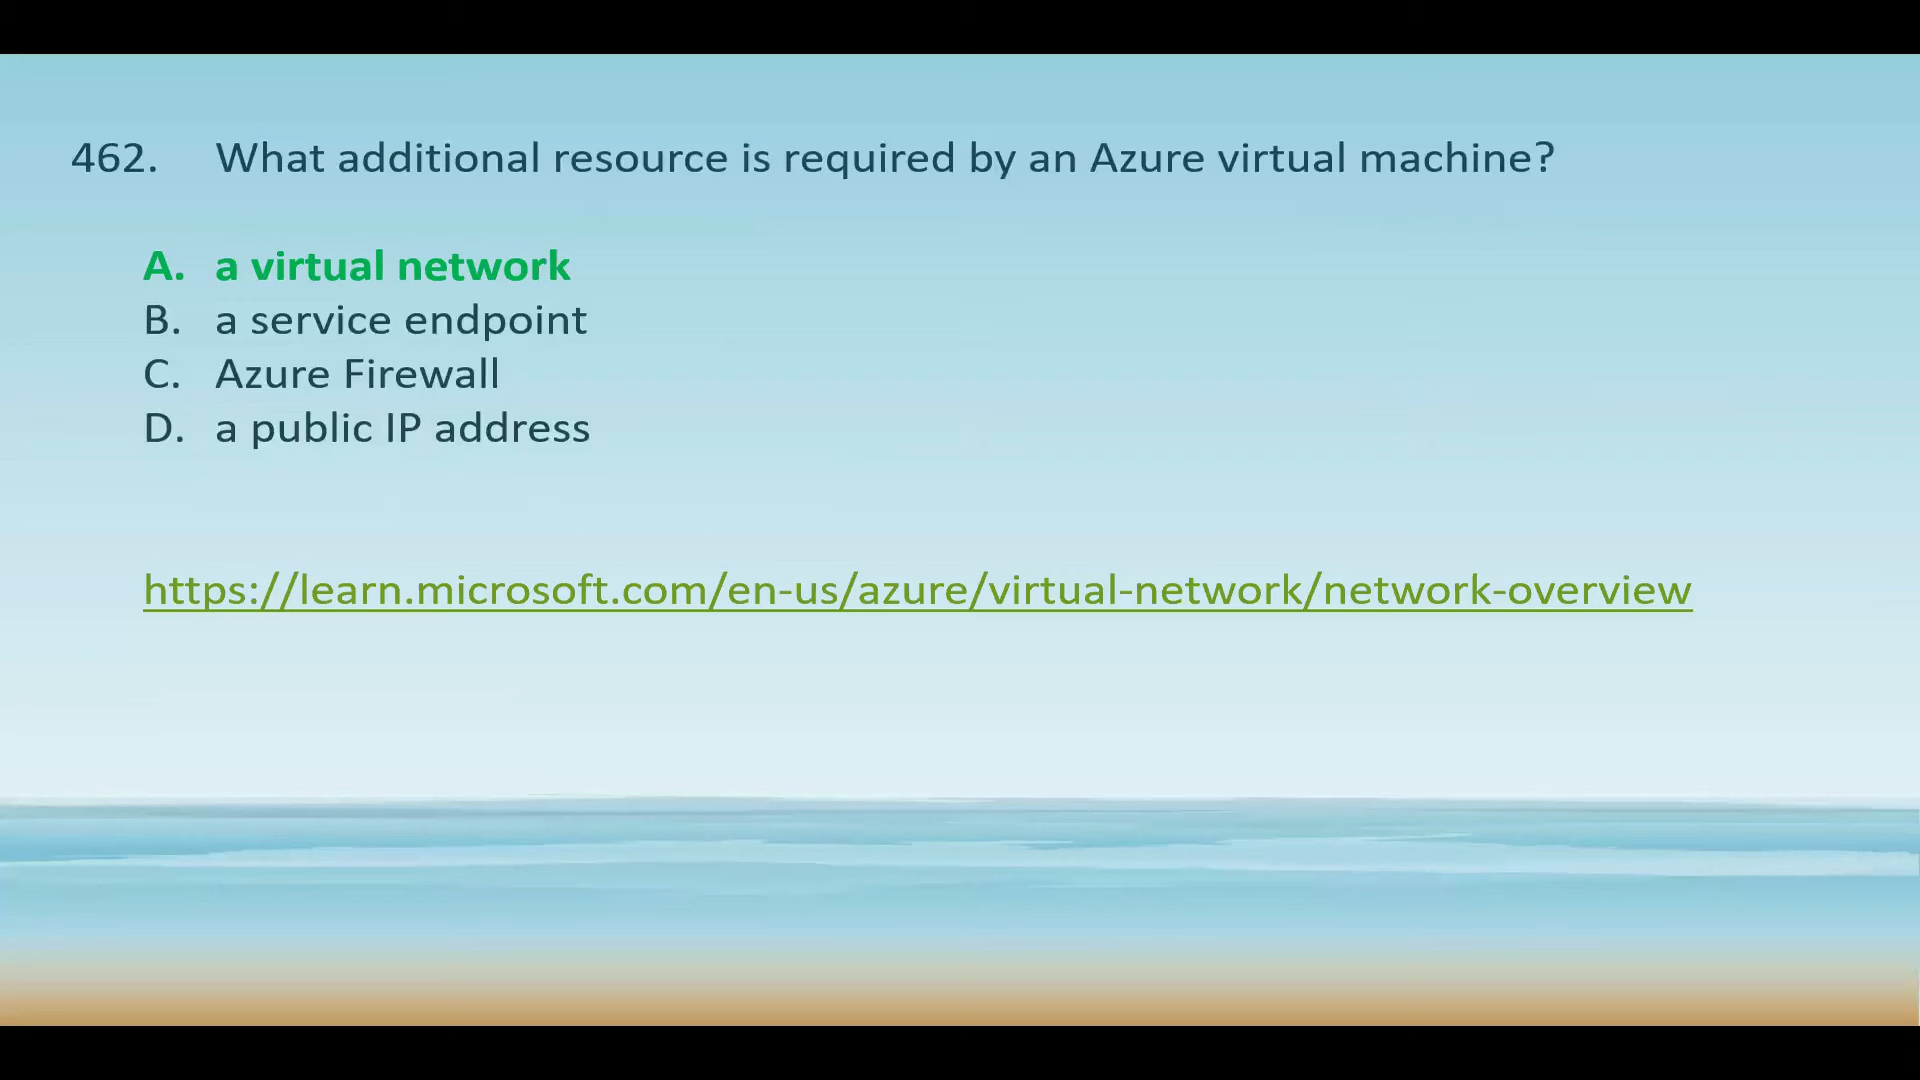 462. What additional resource is required by an Azure virtual machine?
A. a virtual network
B. a service endpoint
C. Azure Firewall
D. a public IP address
https://learn.microsoft.com/en-us/azure/virtual-network/network-overview